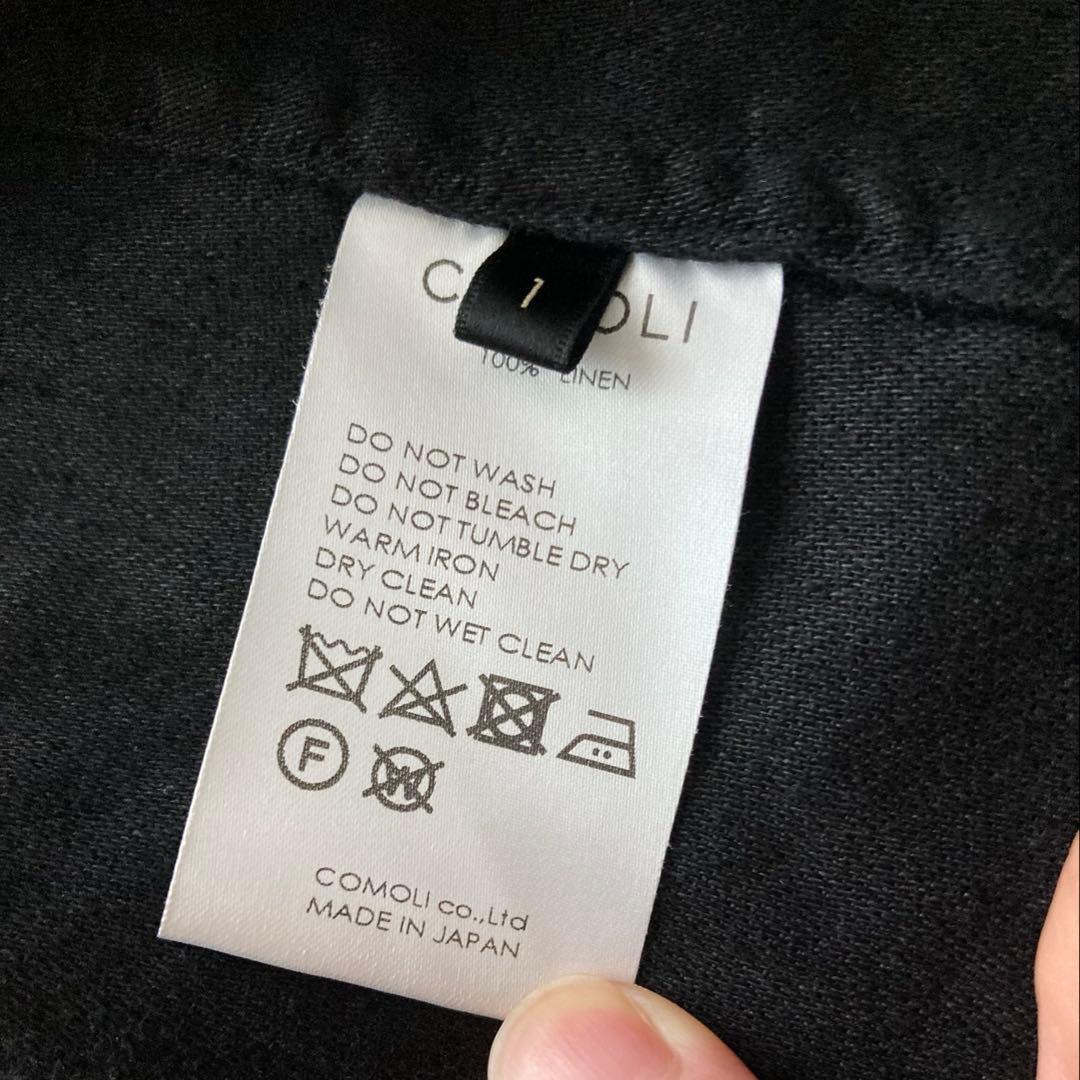 1
C OLI
100% LINEN
DO NOT WASH
DO NOT BLEACH
DO NOT TUMBLE DRY
WARM IRON
DRY CLEAN
DO NOT WET CLEAN
F W
COMOLI co.,Ltd
MADE IN JAPAN